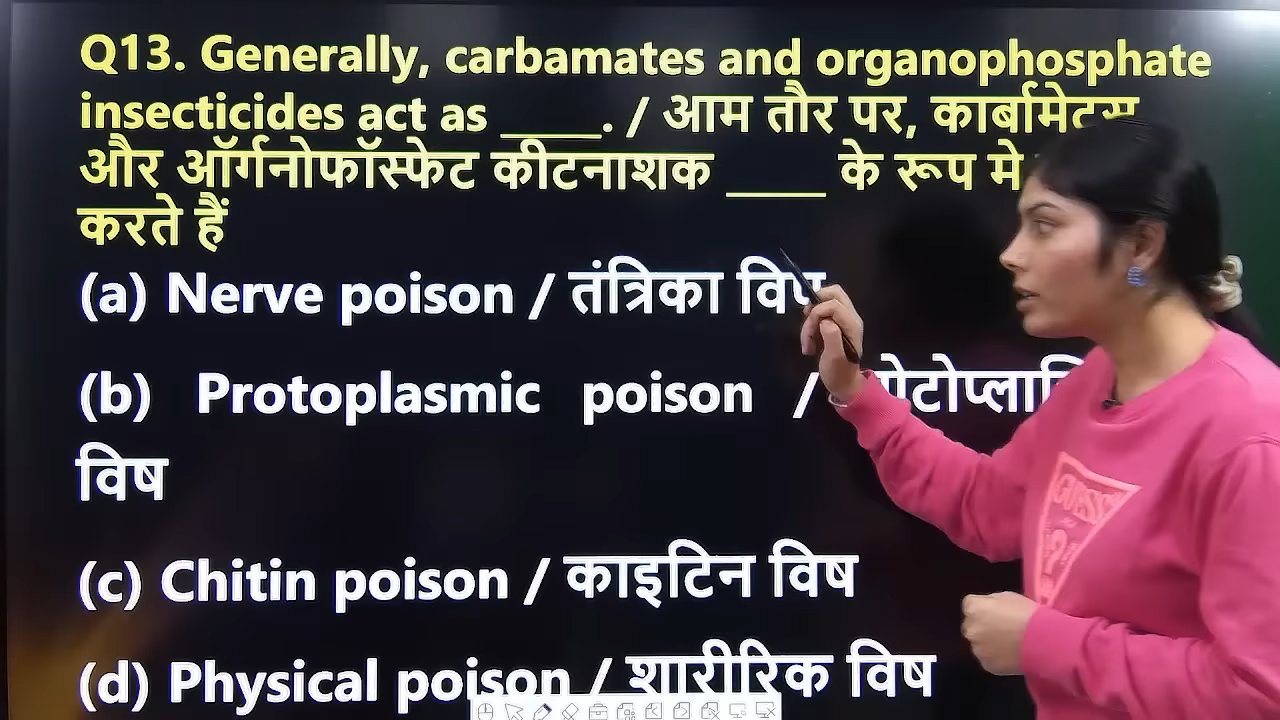 Q13. Generally, carbamates and organophosphate
insecticides act as ____. / आम तौर पर, कार्बामेट्स
और ऑर्गनोफॉस्फेट कीटनाशक ____ के रूप मे
करते हैं
(a) Nerve poison / तंत्रिका विष
(b) Protoplasmic poison /
विष
(c) Chitin poison / काइटिन विष
(d) Physical poison / शारीरिक विष
GUESS
?